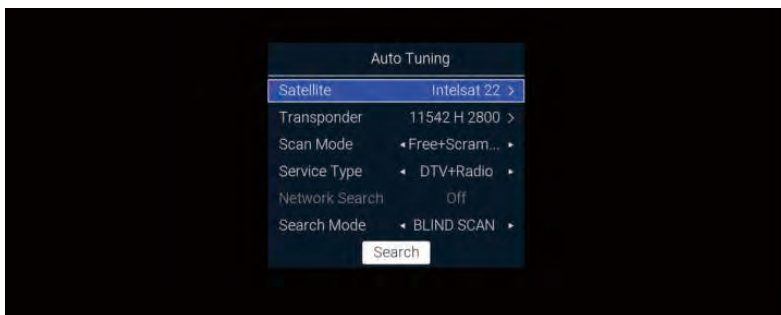 Auto Tuning
Satellite Intelsat 22 >
Transponder 11542 H 2800 >
Scan Mode ◂Free+Scram... ▸
Service Type ◂ DTV+Radio ▸
Network Search Off
Search Mode ◂ BLIND SCAN ▸
Search